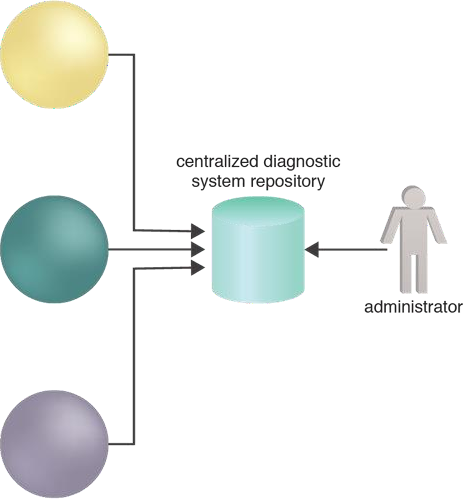 centralized diagnostic
system repository
administrator